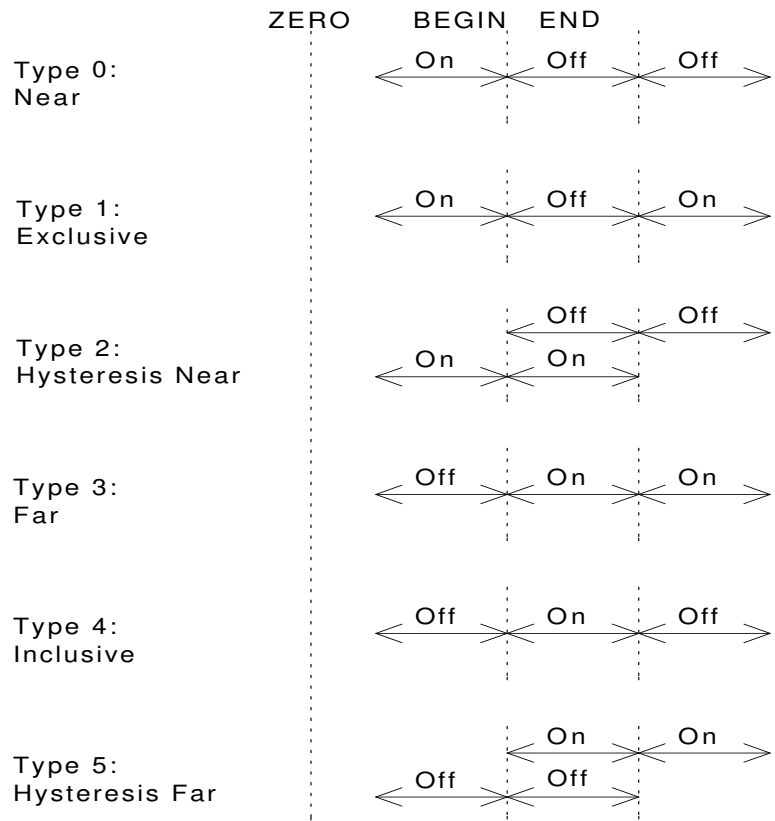 ZERO BEGIN END
On Off Off
Type 0:
Near
On Off On
Type 1:
Exclusive
Off Off
Type 2:
On On
Hysteresis Near
Off On On
Type 3:
Far
Off On Off
Type 4:
Inclusive
On On
Type 5:
Off Off
Hysteresis Far